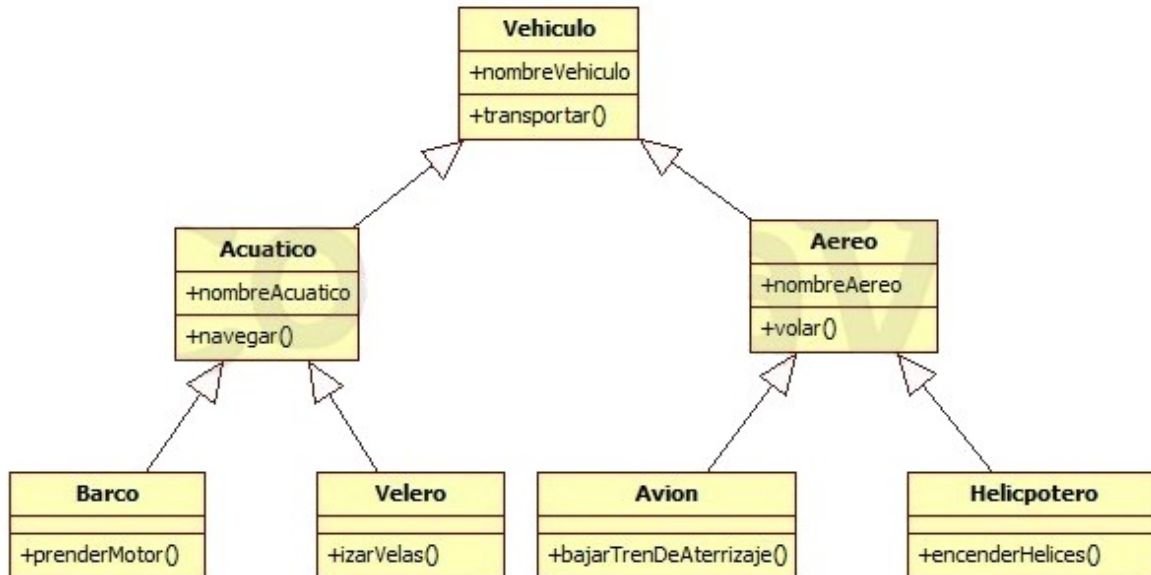 Vehiculo
+nombreVehiculo
+transportar()
Acuatico
+nombreAcuatico
+navegar()
Aereo
+nombreAereo
+volar()
Barco
+prenderMotor()
Velero
+izarVelas()
Avion
+bajarTrenDeAterrizaje()
Helicpotero
+encenderHelices()